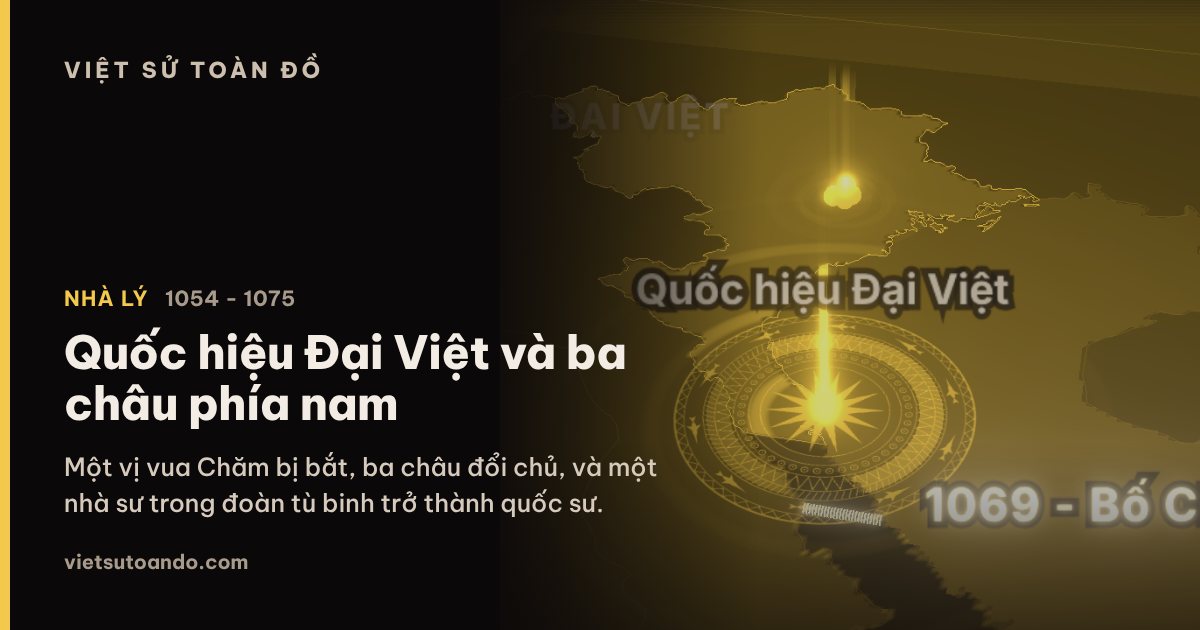 VIỆT SỬ TOÀN ĐỒ
ĐẠI VIỆT
Quốc hiệu Đại Việt
NHÀ LÝ 1054 - 1075
Quốc hiệu Đại Việt và ba
châu phía nam
Một vị vua Chăm bị bắt, ba châu đổi chủ, và một
nhà sư trong đoàn tù binh trở thành quốc sư.
1069 - Bố C
vietsutoando.com